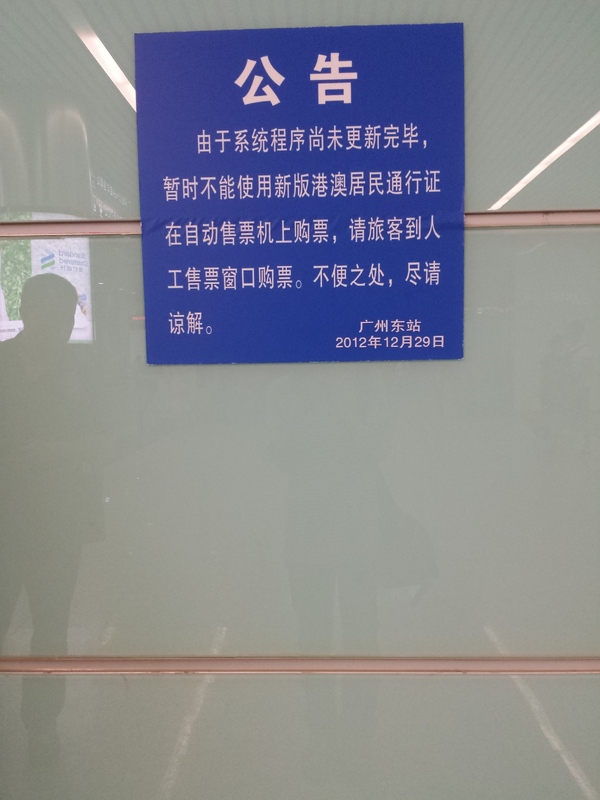 公告
由于系统程序尚未更新完毕，
暂时不能使用新版港澳居民通行证
在自动售票机上购票，请旅客到人
工售票窗口购票。不便之处，尽请
谅解。
广州东站
2012年12月29日